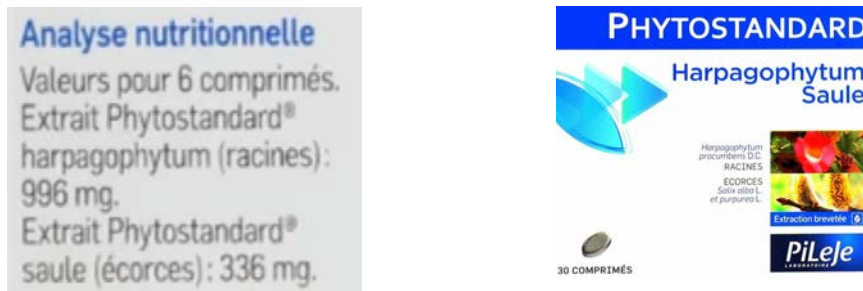 Analyse nutritionnelle
Valeurs pour 6 comprimés.
Extrait Phytostandard®
harpagophytum (racines) :
996 mg.
Extrait Phytostandard®
saule (écorces) : 336 mg.
PHYTOSTANDARD
Harpagophytum
Saule
Harpagophytum
procumbens D.C.
RACINES
ECORCES
Salix alba L.
et purpurea L.
Extraction brevetée
30 COMPRIMÉS
PiLeJe
LABORATOIRE